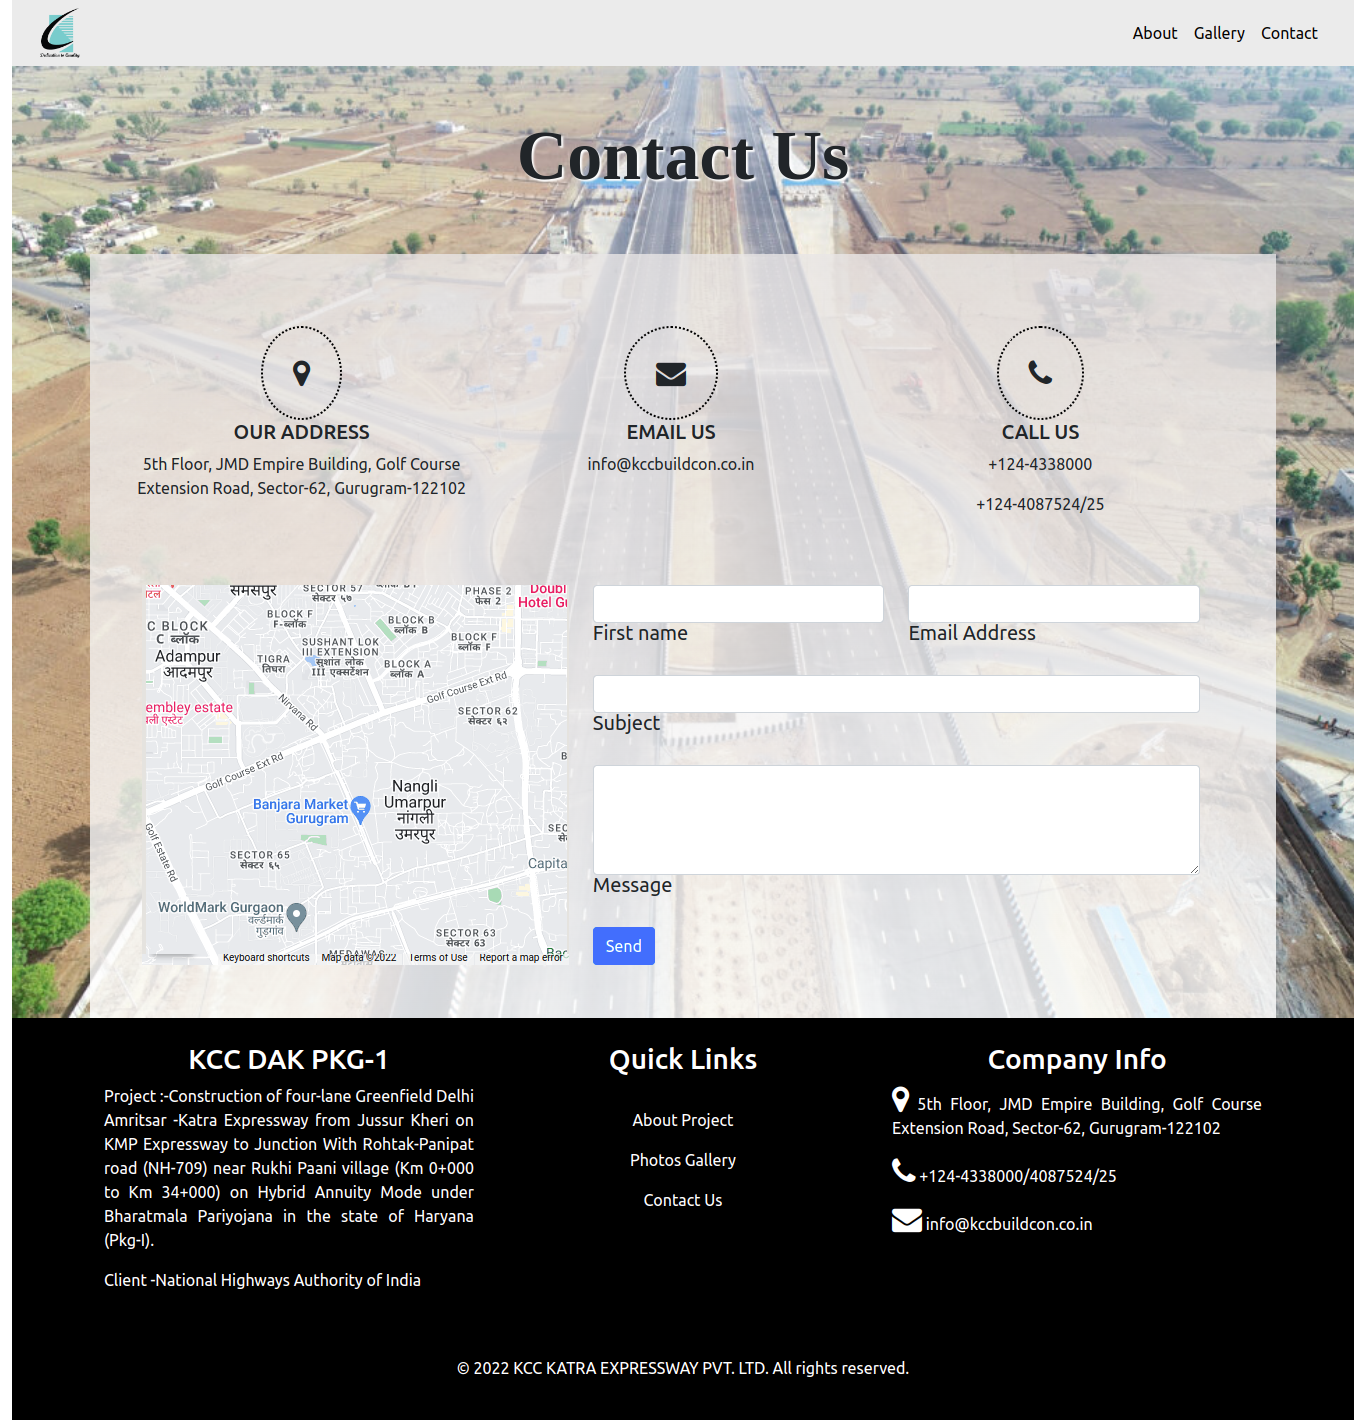 Dedication to Quality
About Gallery Contact
Contact Us
OUR ADDRESS
5th Floor, JMD Empire Building, Golf Course
Extension Road, Sector-62, Gurugram-122102
EMAIL US
info@kccbuildcon.co.in
CALL US
+124-4338000
+124-4087524/25
समसपुर
SECTOR 57
सेक्टर ५७
PHASE 2
फेस 2
Hotel
BLOCK F
F-ब्लॉक
BLOCK B
ब्लॉक B
C BLOCK
C ब्लॉक
SUSHANT LOK
III EXTENSION
सुशांत लोक
III एक्सटेंशन
BLOCK F
ब्लॉक F
Adampur
आदमपुर
TIGRA
तिघरा
BLOCK A
ब्लॉक A
Golf Course Ext Rd
Nirvana Rd
embley estate
बली एस्टेट
SECTOR 62
सेक्टर ६२
Golf Course Ext Rd
Nangli
Umarpur
नांगली
उमरपुर
Banjara Market
Gurugram
Golf Estate Rd
SECTOR 65
सेक्टर ६५
Capita
WorldMark Gurgaon
वर्ल्डमार्क
गुड़गांव
SECTOR 63
सेक्टर 63
Keyboard shortcuts Map data ©2022 Terms of Use Report a map error
First name
Email Address
Subject
Message
Send
KCC DAK PKG-1
Project :-Construction of four-lane Greenfield Delhi
Amritsar -Katra Expressway from Jussur Kheri on
KMP Expressway to Junction With Rohtak-Panipat
road (NH-709) near Rukhi Paani village (Km 0+000
to Km 34+000) on Hybrid Annuity Mode under
Bharatmala Pariyojana in the state of Haryana
(Pkg-I).
Client -National Highways Authority of India
Quick Links
About Project
Photos Gallery
Contact Us
Company Info
5th Floor, JMD Empire Building, Golf Course
Extension Road, Sector-62, Gurugram-122102
+124-4338000/4087524/25
info@kccbuildcon.co.in
© 2022 KCC KATRA EXPRESSWAY PVT. LTD. All rights reserved.